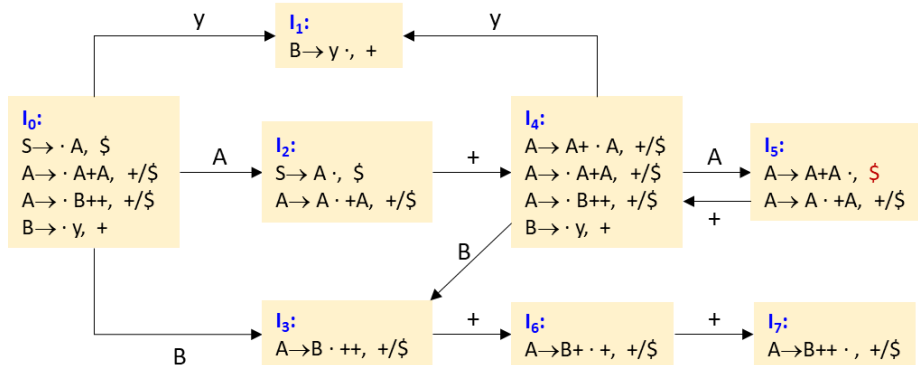 y
y
I₁:
B→ y ·, +
I₀:
S→ · A, $
A→ · A+A, +/$
A→ · B++, +/$
B→ · y, +
A
I₂:
S→ A ·, $
A→ A · +A, +/$
+
I₄:
A→ A+ · A, +/$
A→ · A+A, +/$
A→ · B++, +/$
B→ · y, +
A
+
I₅:
A→ A+A ·, $
A→ A · +A, +/$
B
B
I₃:
A→B · ++, +/$
+
I₆:
A→B+ · +, +/$
+
I₇:
A→B++ · , +/$